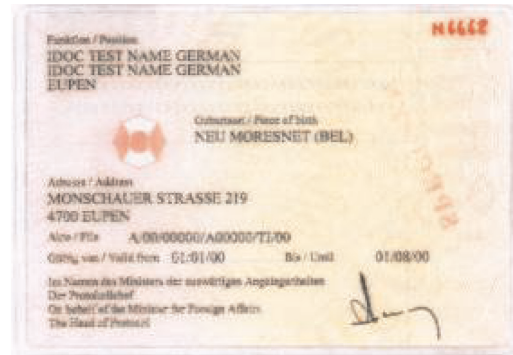 N6668
Funktion / Position
IDOC TEST NAME GERMAN
IDOC TEST NAME GERMAN
EUPEN
Geburtsort / Place of birth
NEU MORESNET (BEL)
Adresse / Address
MONSCHAUER STRASSE 219
4700 EUPEN
Akte / File A/00/00000/A00000/TI/00
Gültig von / Valid from 01/01/00 Bis / Until 01/08/00
Im Namen des Ministers der auswärtigen Angelegenheiten
Der Protokollchef
On behalf of the Minister for Foreign Affairs
The Head of Protocol